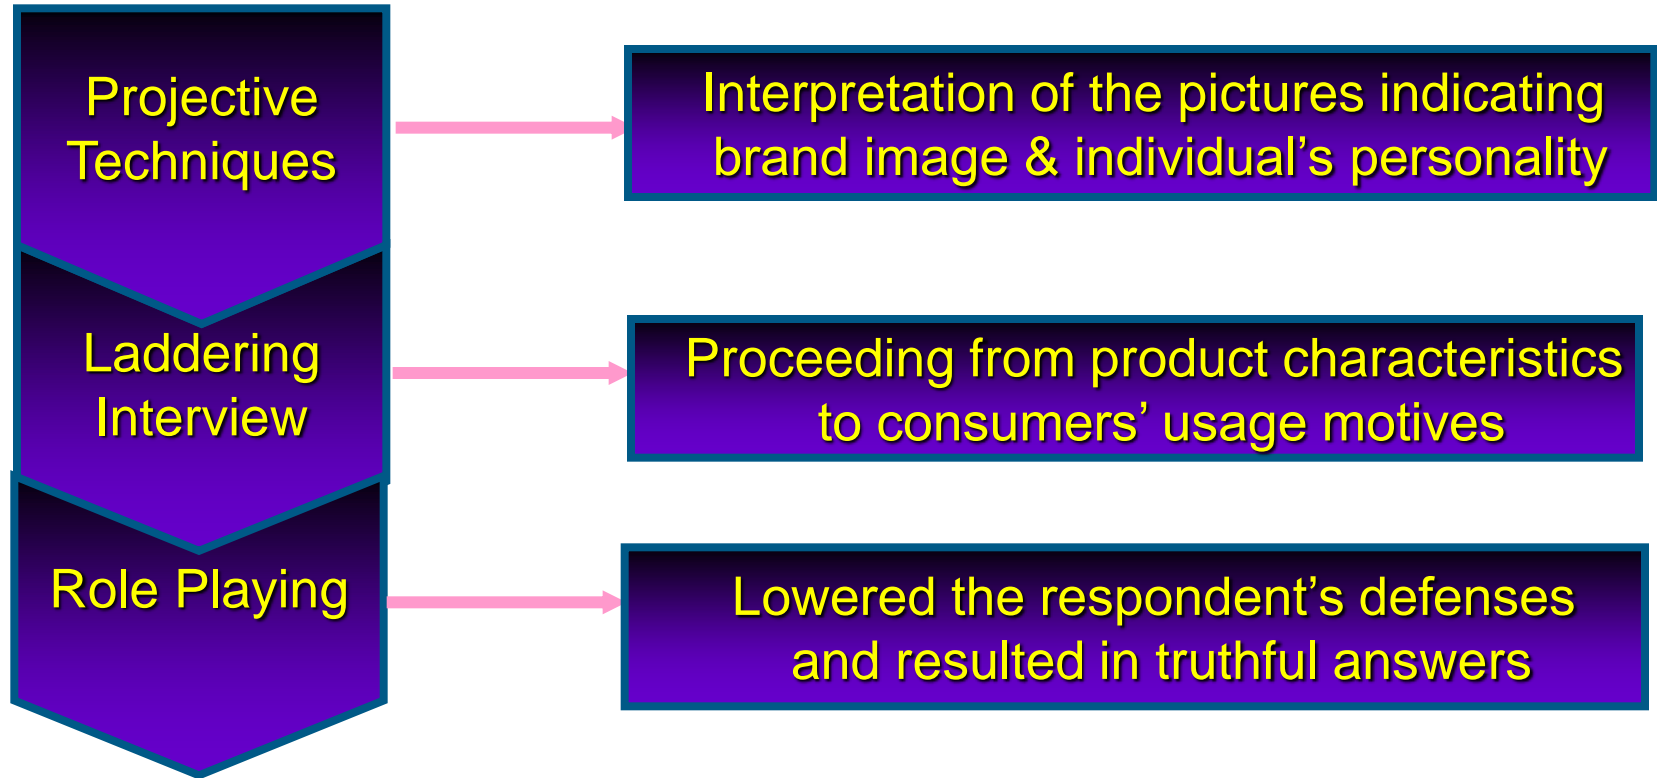 Projective
Techniques
Interpretation of the pictures indicating
brand image & individual’s personality
Laddering
Interview
Proceeding from product characteristics
to consumers’ usage motives
Role Playing
Lowered the respondent’s defenses
and resulted in truthful answers